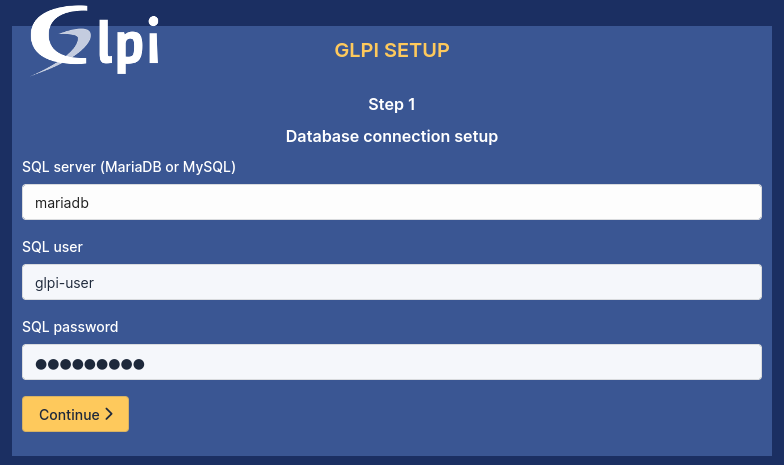 Glpi
GLPI SETUP
Step 1
Database connection setup
SQL server (MariaDB or MySQL)
mariadb
SQL user
glpi-user
SQL password
●●●●●●●●●
Continue